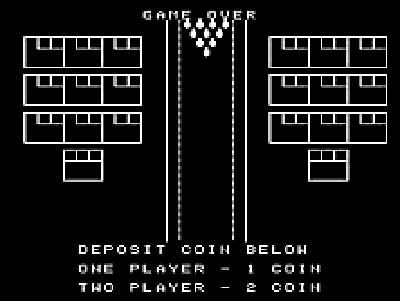 GAME OVER
DEPOSIT COIN BELOW
ONE PLAYER - 1 COIN
TWO PLAYER - 2 COIN